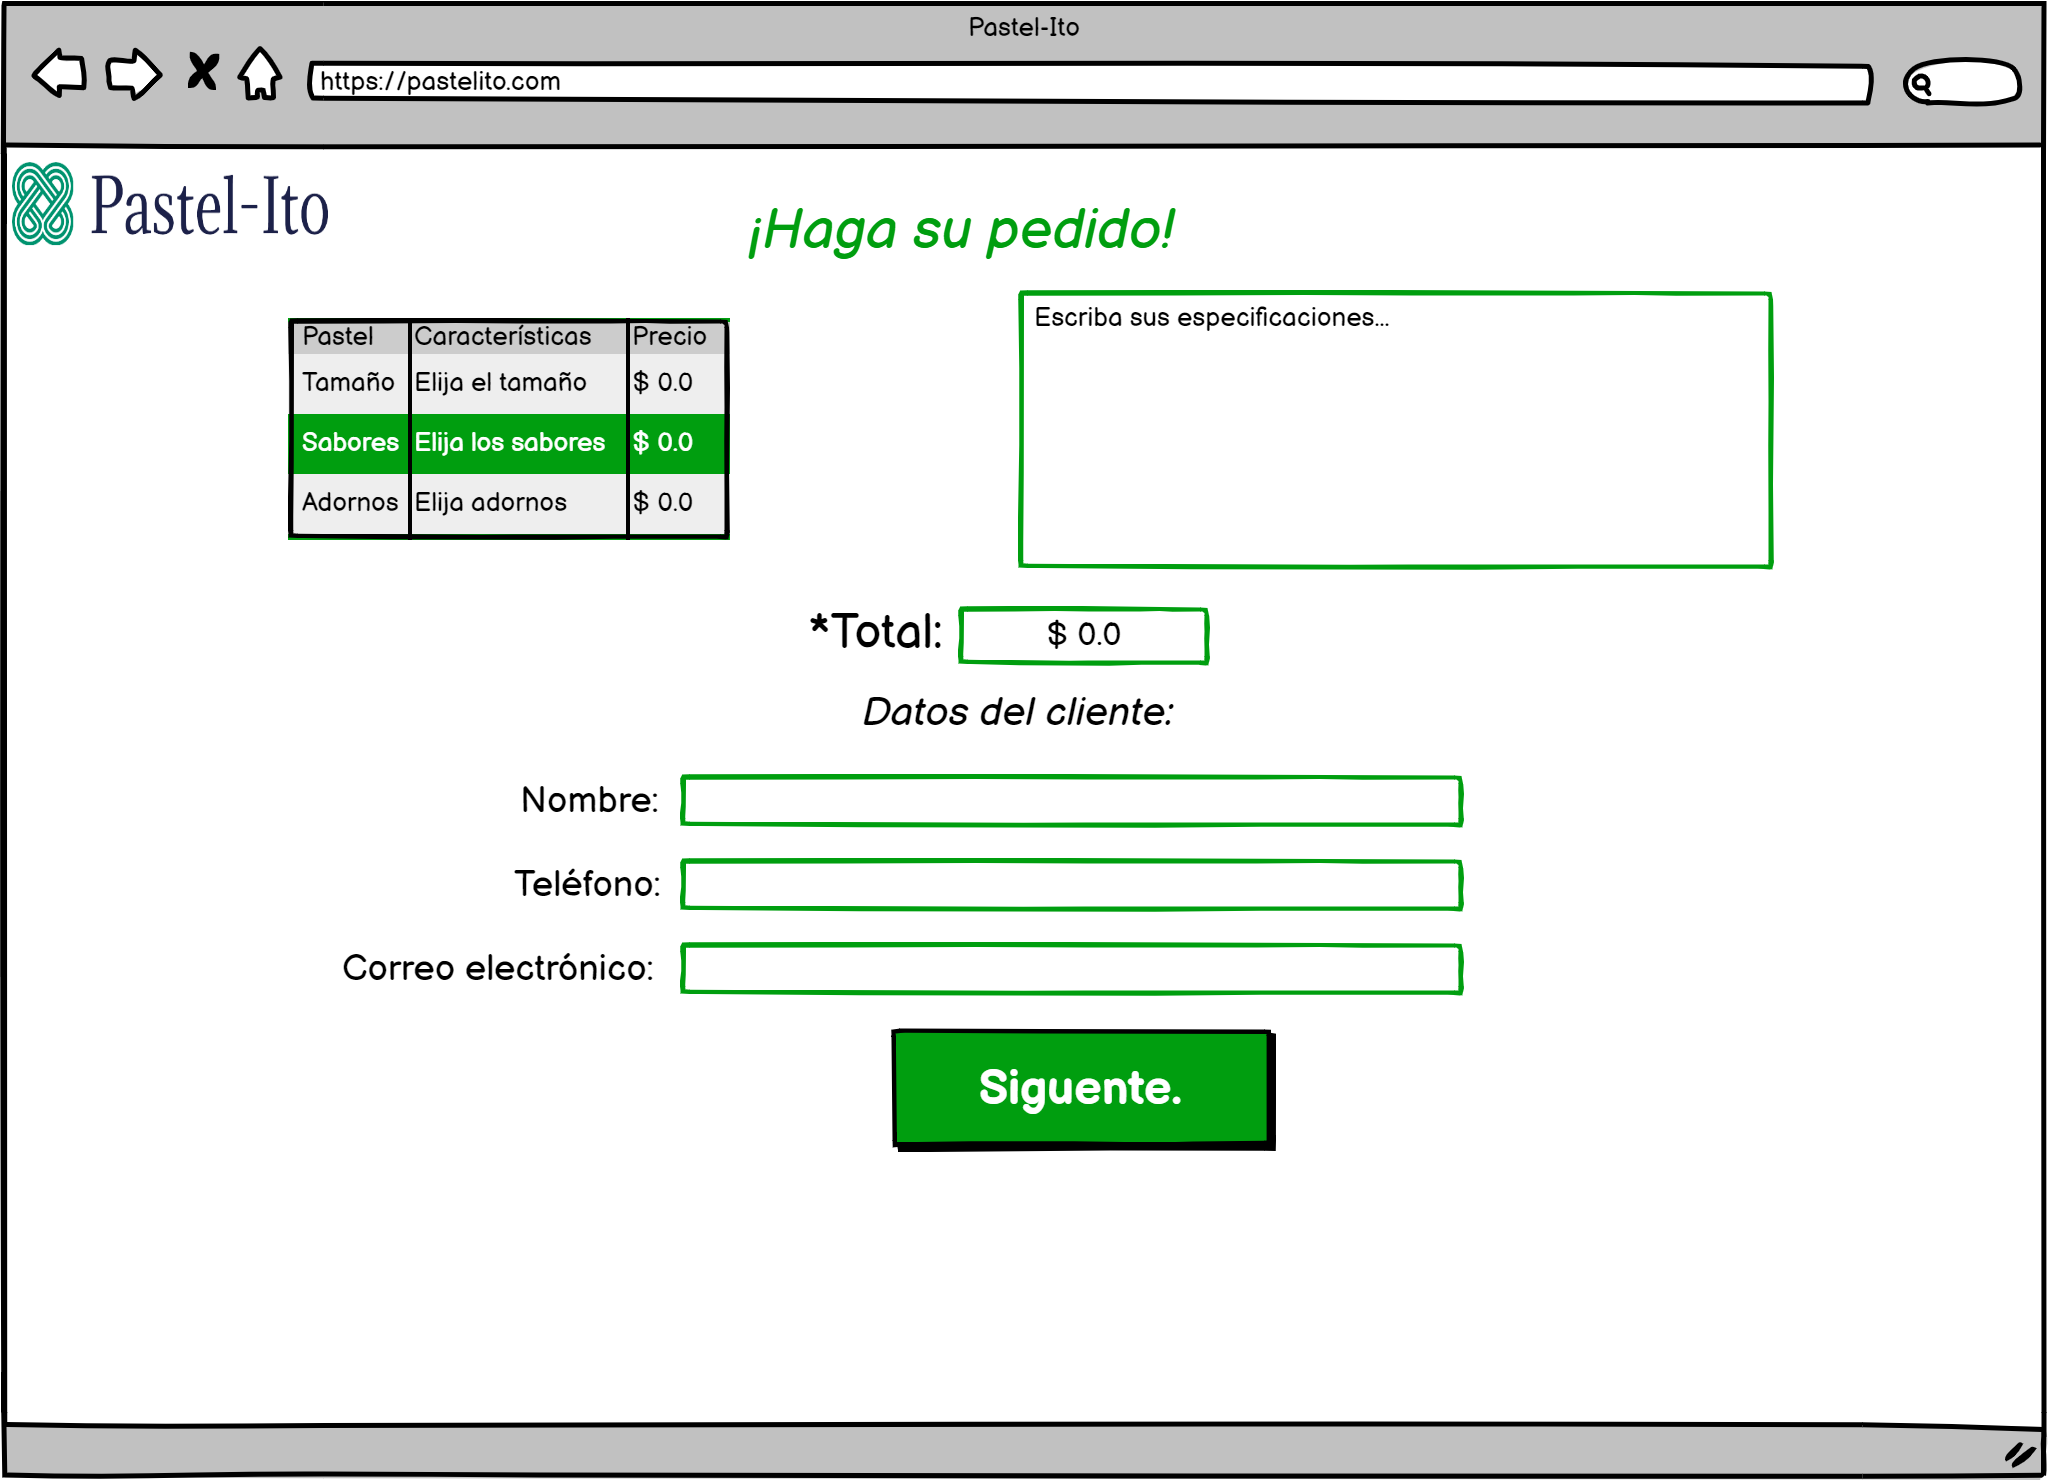 Pastel-Ito
https://pastelito.com
Pastel-Ito
¡Haga su pedido!
Pastel Características Precio
Tamaño Elija el tamaño $ 0.0
Sabores Elija los sabores $ 0.0
Adornos Elija adornos $ 0.0
Escriba sus especificaciones...
*Total: $ 0.0
Datos del cliente:
Nombre:
Teléfono:
Correo electrónico:
Siguente.